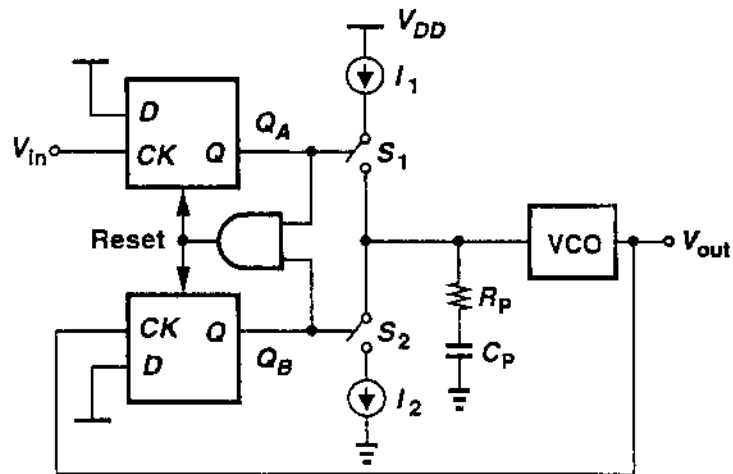 V_DD
I_1
D
Q_A
V_in
CK Q
S_1
Reset
VCO
V_out
R_P
CK Q
S_2
D
Q_B
C_P
I_2